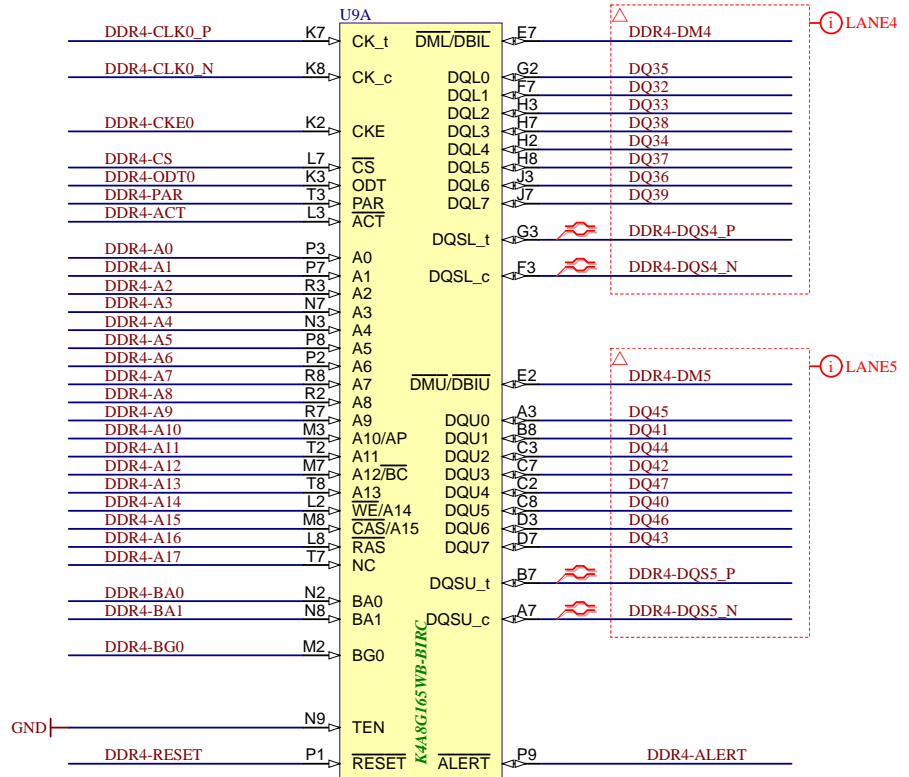 U9A
DDR4-CLK0_P K7 CK_t DML/DBIL E7 DDR4-DM4 i LANE4
DDR4-CLK0_N K8 CK_c DQL0 G2 DQ35
DQL1 F7 DQ32
DQL2 H3 DQ33
DDR4-CKE0 K2 CKE DQL3 H7 DQ38
DQL4 H2 DQ34
DDR4-CS L7 CS DQL5 H8 DQ37
DDR4-ODT0 K3 ODT DQL6 J3 DQ36
DDR4-PAR T3 PAR DQL7 J7 DQ39
DDR4-ACT L3 ACT
DQSL_t G3 DDR4-DQS4_P
DDR4-A0 P3 A0
DDR4-A1 P7 A1 DQSL_c F3 DDR4-DQS4_N
DDR4-A2 R3 A2
DDR4-A3 N7 A3
DDR4-A4 N3 A4
DDR4-A5 P8 A5
DDR4-A6 P2 A6 i LANE5
DDR4-A7 R8 A7 DMU/DBIU E2 DDR4-DM5
DDR4-A8 R2 A8
DDR4-A9 R7 A9 DQU0 A3 DQ45
DDR4-A10 M3 A10/AP DQU1 B8 DQ41
DDR4-A11 T2 A11 DQU2 C3 DQ44
DDR4-A12 M7 A12/BC DQU3 C7 DQ42
DDR4-A13 T8 A13 DQU4 C2 DQ47
DDR4-A14 L2 WE/A14 DQU5 C8 DQ40
DDR4-A15 M8 CAS/A15 DQU6 D3 DQ46
DDR4-A16 L8 RAS DQU7 D7 DQ43
DDR4-A17 T7 NC
DQSU_t B7 DDR4-DQS5_P
DDR4-BA0 N2 BA0
DDR4-BA1 N8 BA1 DQSU_c A7 DDR4-DQS5_N
DDR4-BG0 M2 BG0
K4A8G165WB-BIRC
GND N9 TEN
DDR4-RESET P1 RESET ALERT P9 DDR4-ALERT